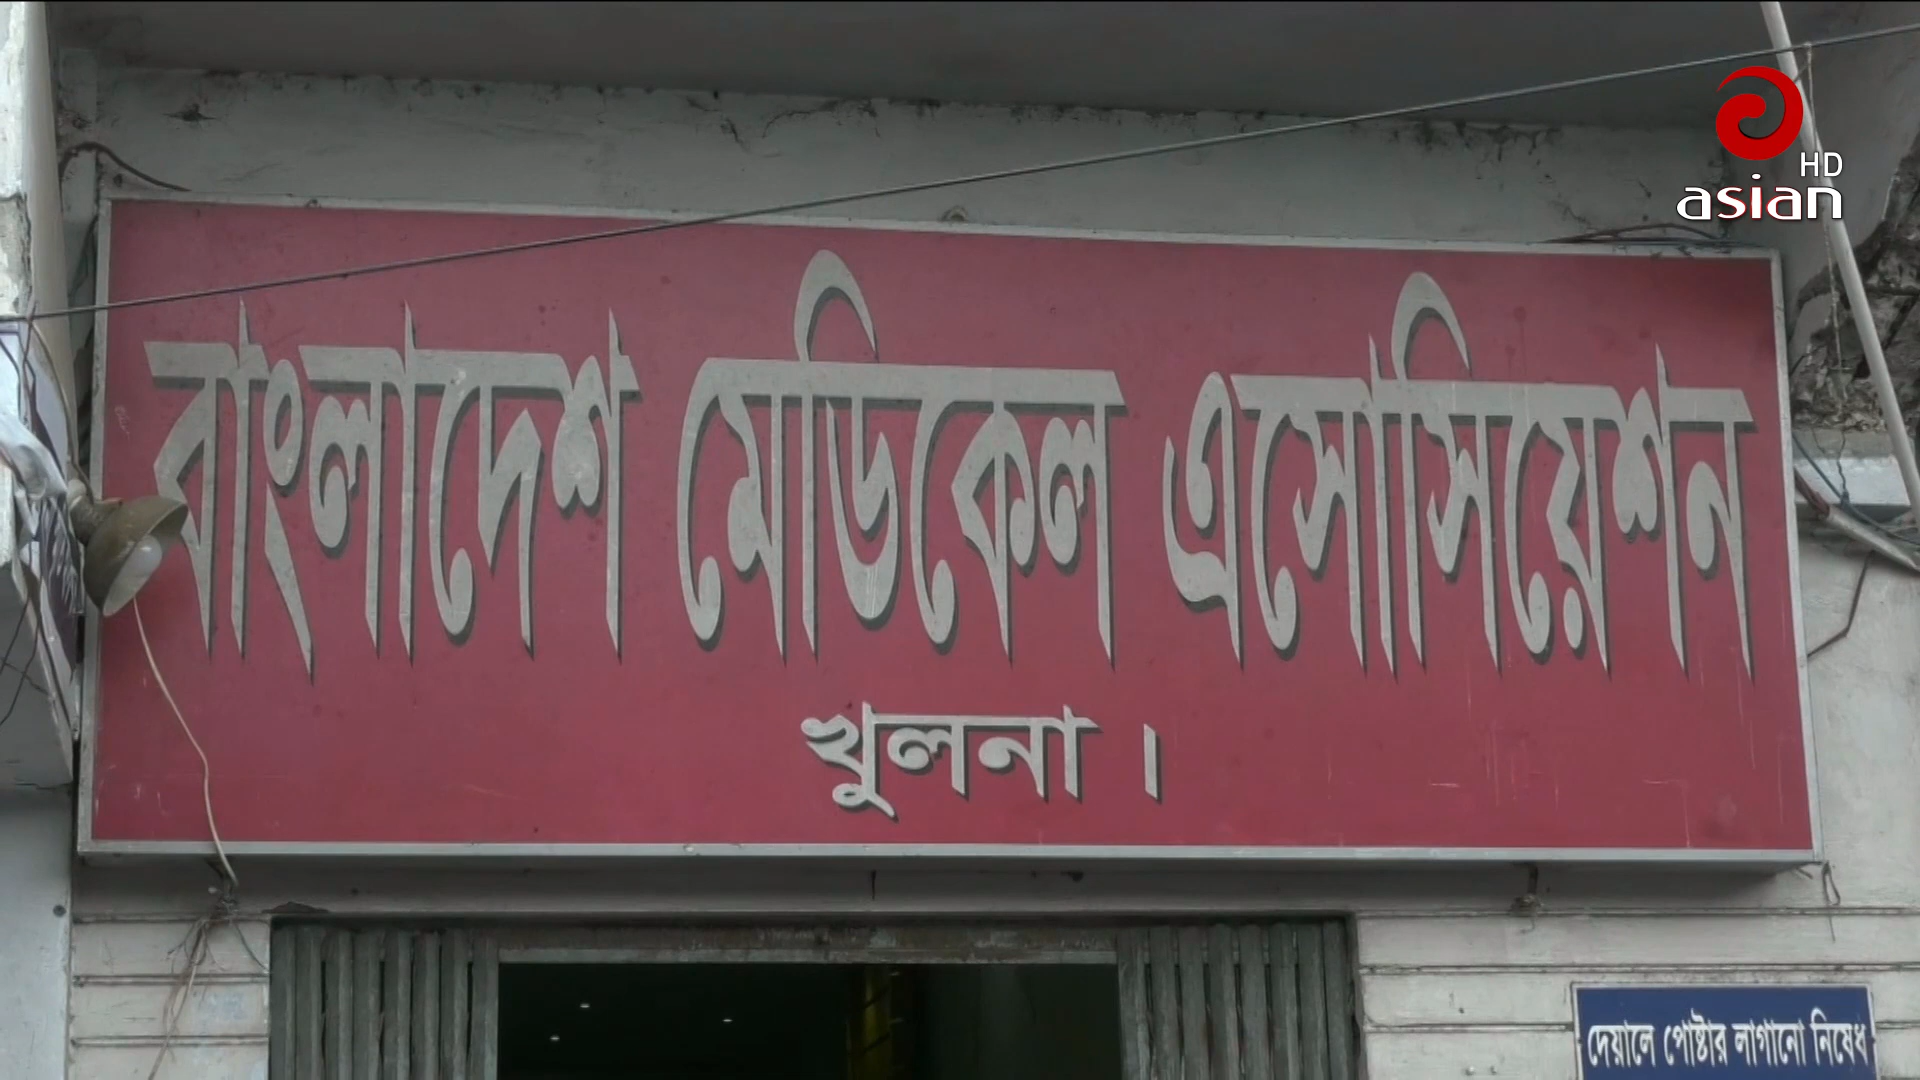 HD
asian
বাংলাদেশ মেডিকেল এসোসিয়েশন
খুলনা ।
দেয়ালে পোষ্টার লাগানো নিষেধ